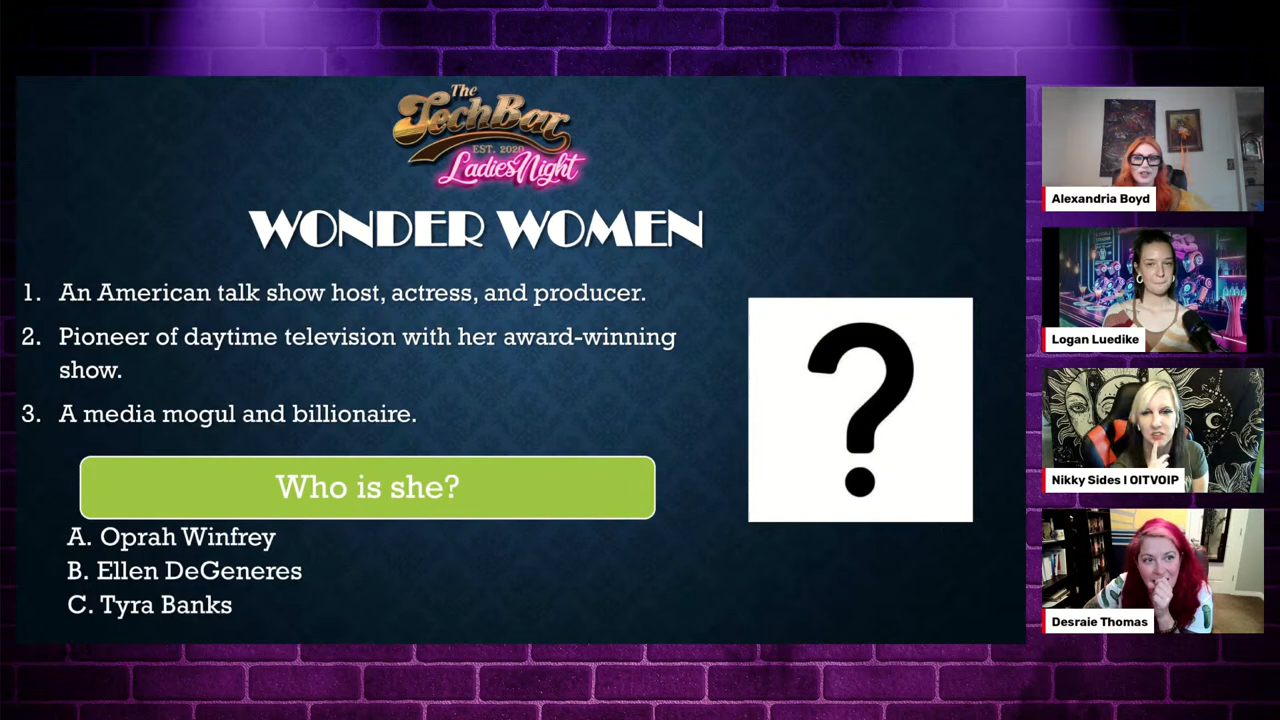 The
TechBar
EST. 2020
Ladies Night
WONDER WOMEN
1. An American talk show host, actress, and producer.
2. Pioneer of daytime television with her award-winning
show.
3. A media mogul and billionaire.
Who is she?
A. Oprah Winfrey
B. Ellen DeGeneres
C. Tyra Banks
?
Alexandria Boyd
Logan Luedike
Nikky Sides I OITVOIP
Desraie Thomas